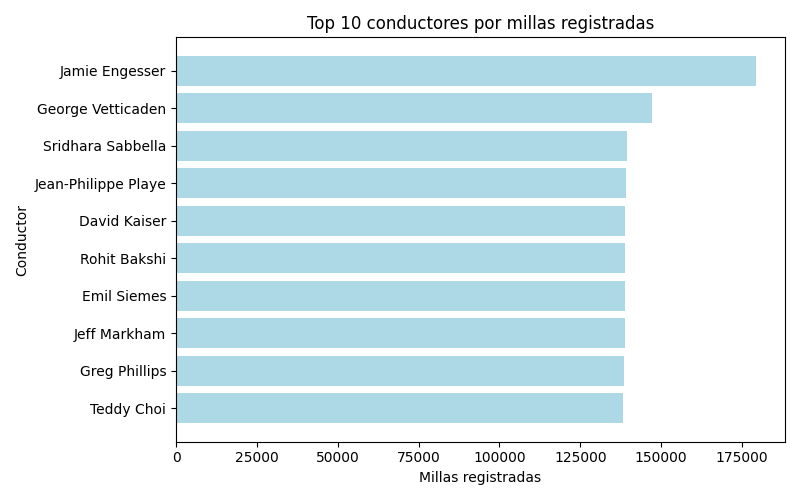 Top 10 conductores por millas registradas
Conductor
Jamie Engesser
George Vetticaden
Sridhara Sabbella
Jean-Philippe Playe
David Kaiser
Rohit Bakshi
Emil Siemes
Jeff Markham
Greg Phillips
Teddy Choi
0 25000 50000 75000 100000 125000 150000 175000
Millas registradas